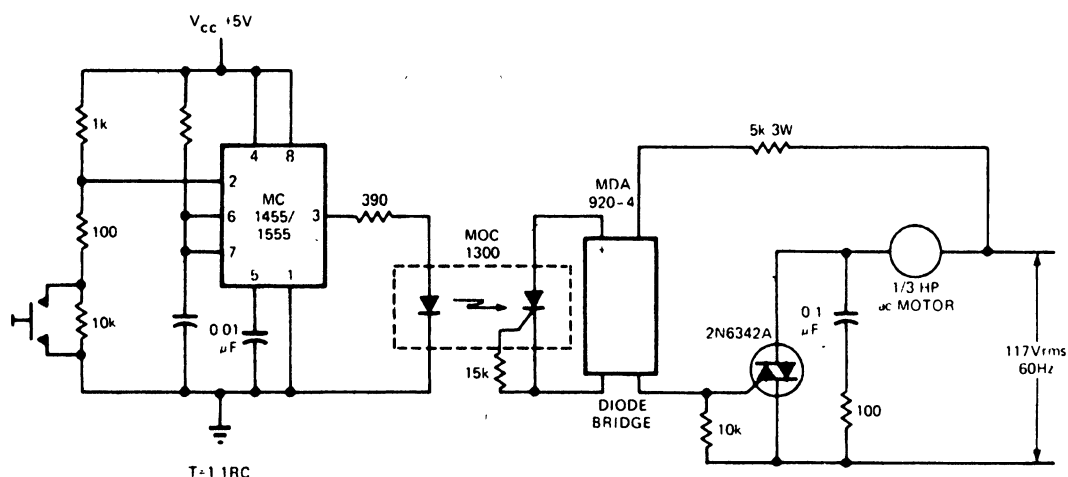 Vcc +5V
1k
100
10k
4 8
2
6
7
MC
1455/
1555
3
5 1
0 01
µF
390
MOC
1300
15k
MDA
920-4
+
DIODE
BRIDGE
5k 3W
2N6342A
10k
0 1
µF
100
1/3 HP
MOTOR
117Vrms
60Hz
T=1 1RC